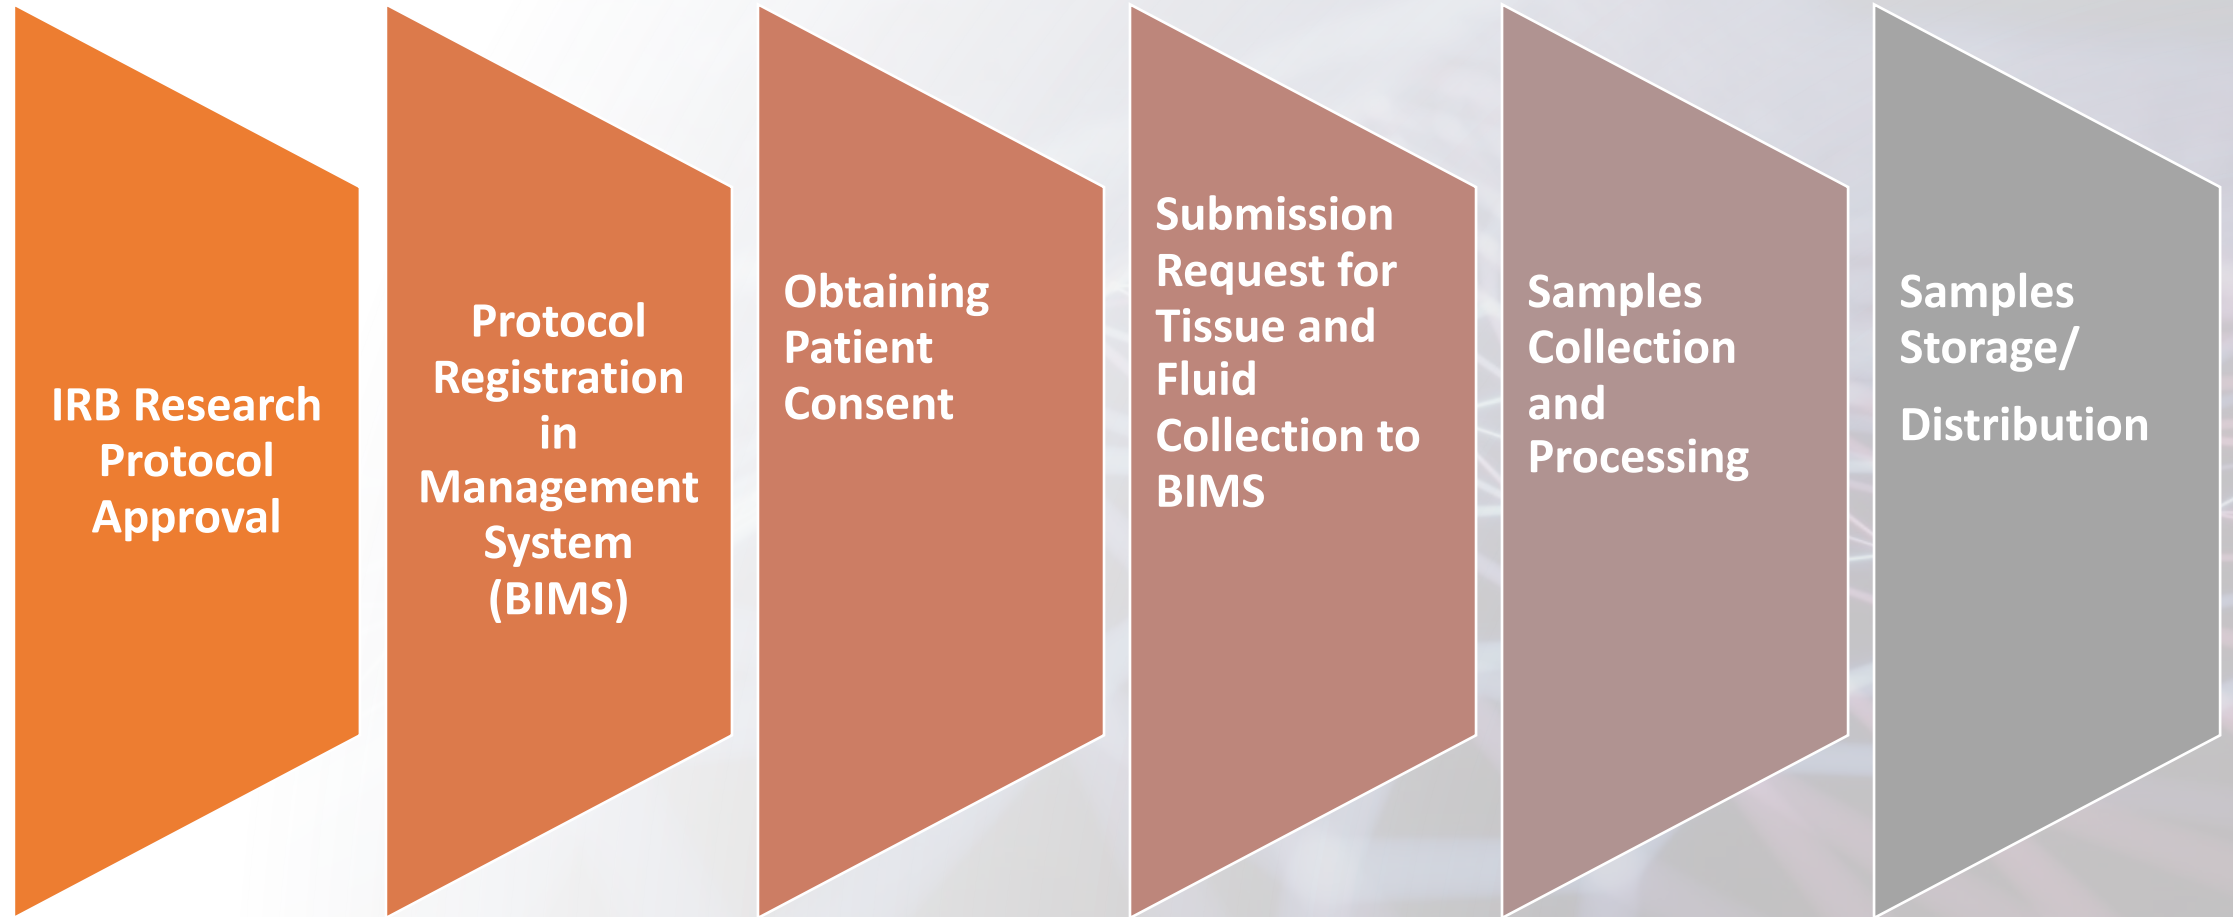 IRB Research
Protocol
Approval
Protocol
Registration
in
Management
System
(BIMS)
Obtaining
Patient
Consent
Submission
Request for
Tissue and
Fluid
Collection to
BIMS
Samples
Collection
and
Processing
Samples
Storage/
Distribution